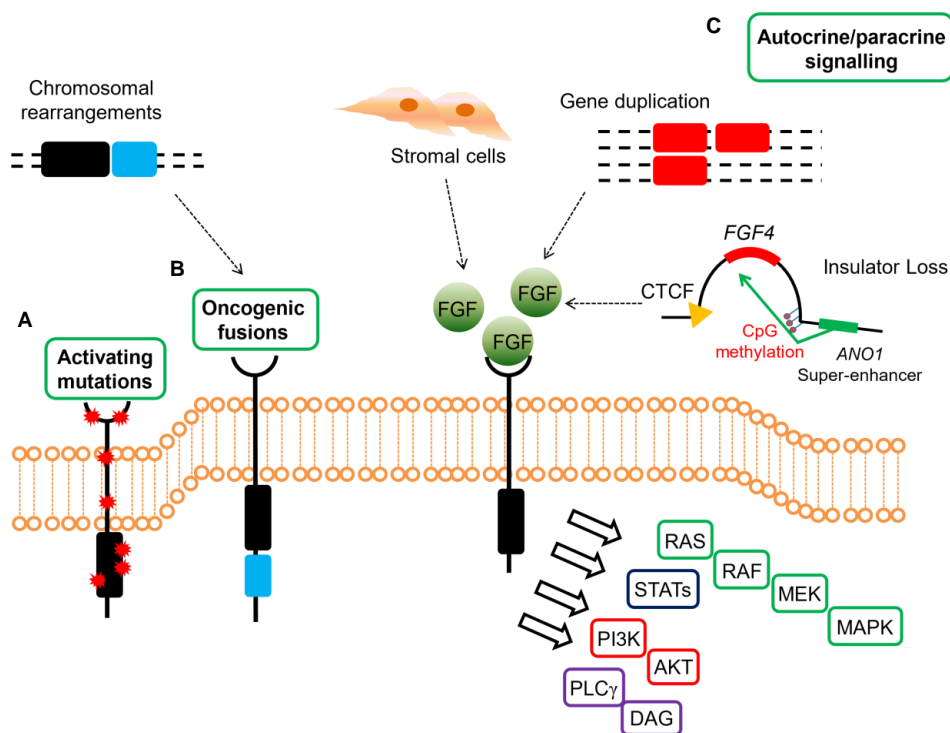 C
Autocrine/paracrine
signalling
Chromosomal
rearrangements
Stromal cells
Gene duplication
FGF4
Insulator Loss
CTCF
CpG
methylation
ANO1
Super-enhancer
B
Oncogenic
fusions
FGF
FGF
FGF
A
Activating
mutations
RAS
RAF
MEK
MAPK
STATs
PI3K
AKT
PLCγ
DAG